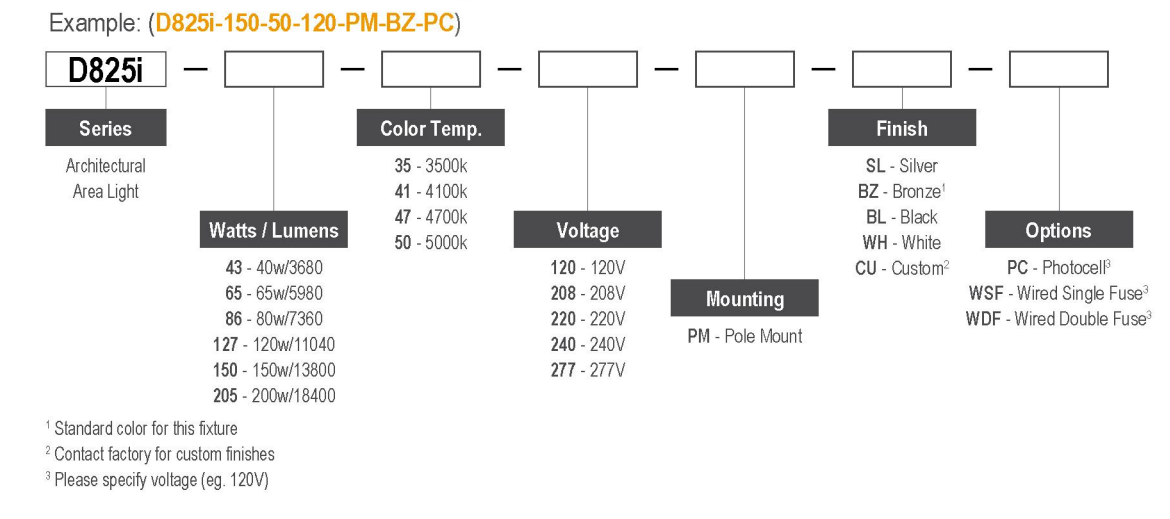 Example: (D825i-150-50-120-PM-BZ-PC)
D825i — — — — — —
Series
Architectural
Area Light
Watts / Lumens
43 - 40w/3680
65 - 65w/5980
86 - 80w/7360
127 - 120w/11040
150 - 150w/13800
205 - 200w/18400
Color Temp.
35 - 3500k
41 - 4100k
47 - 4700k
50 - 5000k
Voltage
120 - 120V
208 - 208V
220 - 220V
240 - 240V
277 - 277V
Mounting
PM - Pole Mount
Finish
SL - Silver
BZ - Bronze¹
BL - Black
WH - White
CU - Custom²
Options
PC - Photocell³
WSF - Wired Single Fuse³
WDF - Wired Double Fuse³
¹ Standard color for this fixture
² Contact factory for custom finishes
³ Please specify voltage (eg. 120V)